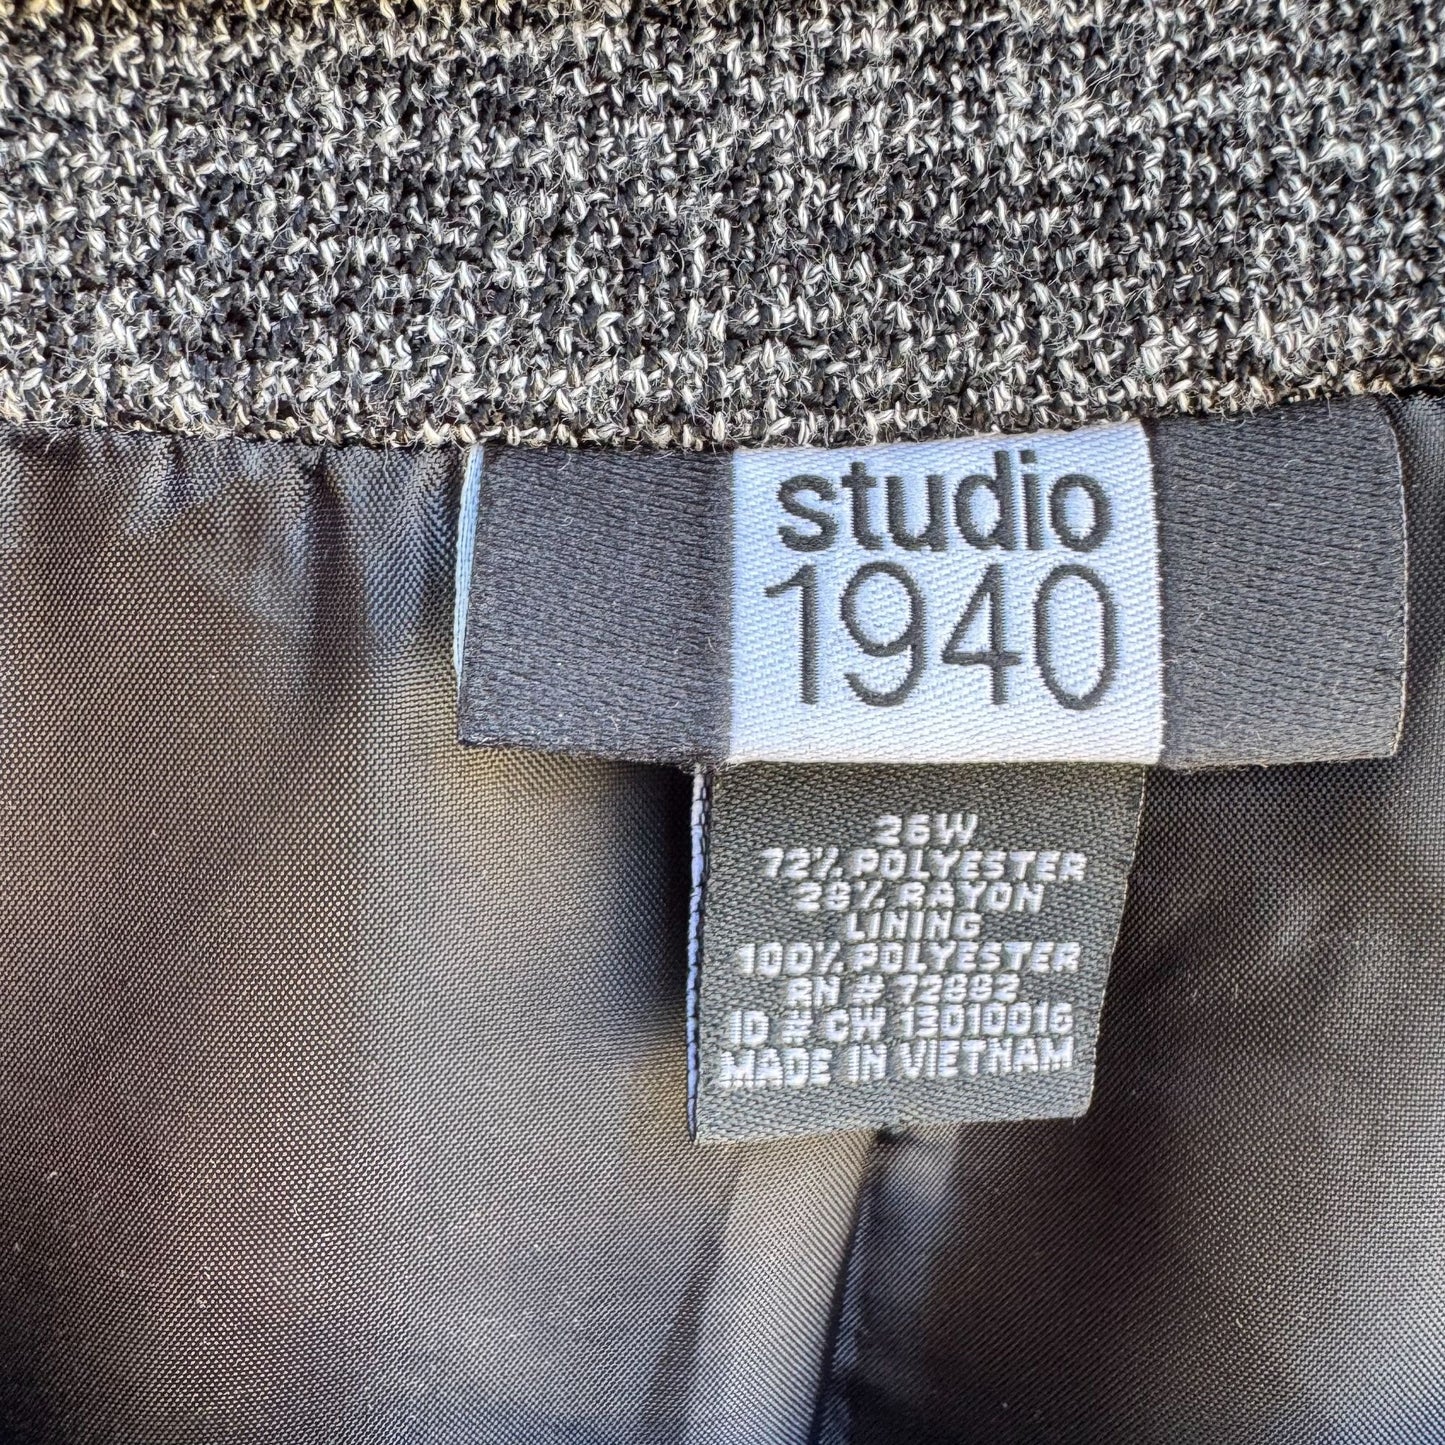 studio
1940
26W
72% POLYESTER
28% RAYON
LINING
100% POLYESTER
RN # 72882
ID # CW 13010016
MADE IN VIETNAM